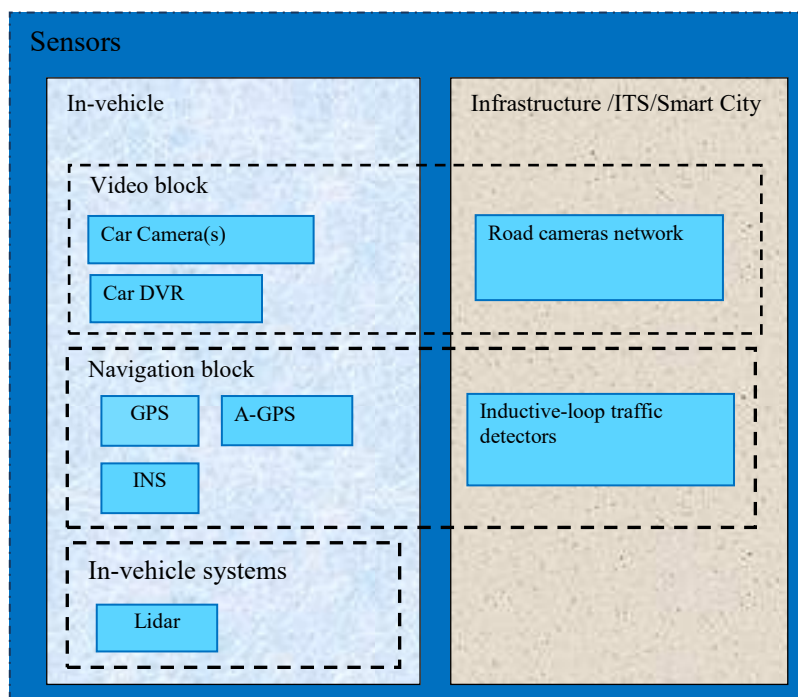 Sensors
In-vehicle
Infrastructure /ITS/Smart City
Video block
Car Camera(s)
Road cameras network
Car DVR
Navigation block
GPS
A-GPS
Inductive-loop traffic
detectors
INS
In-vehicle systems
Lidar